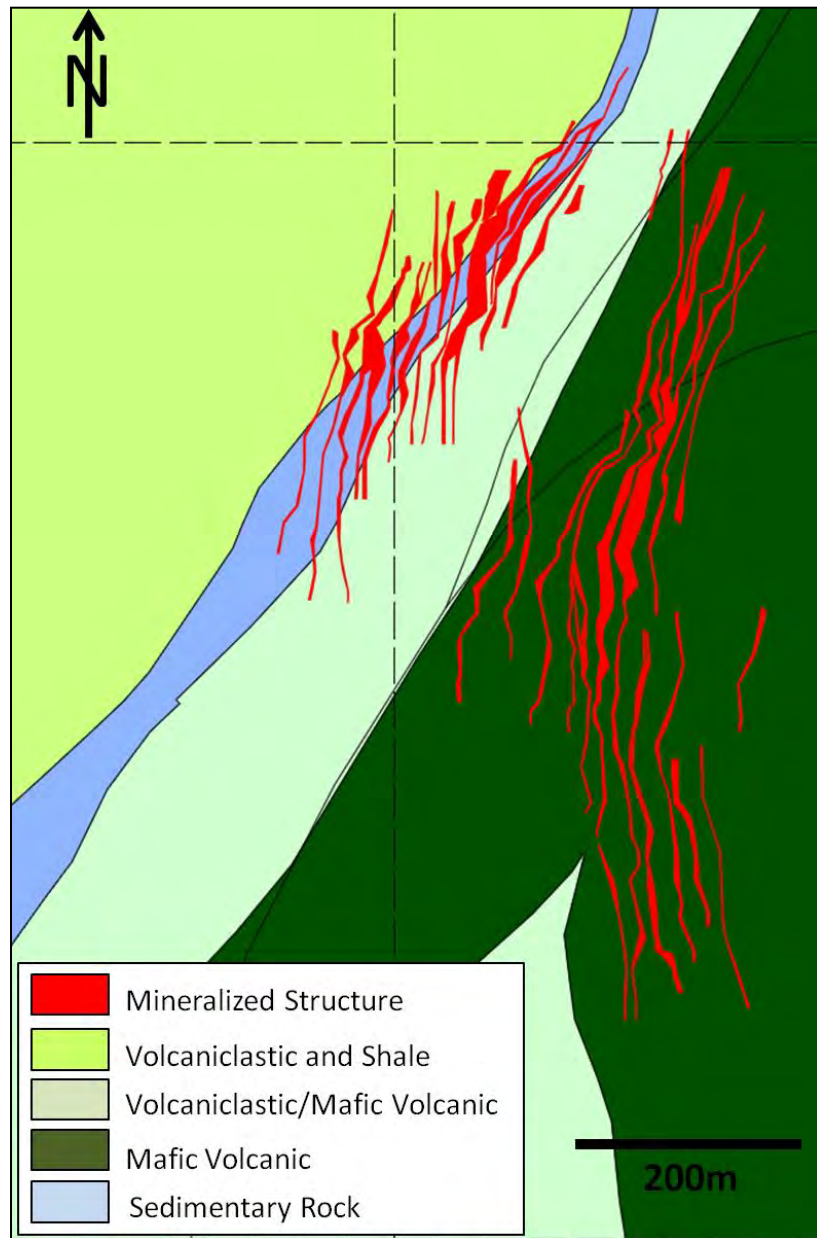 N
Mineralized Structure
Volcaniclastic and Shale
Volcaniclastic/Mafic Volcanic
Mafic Volcanic
Sedimentary Rock
200m